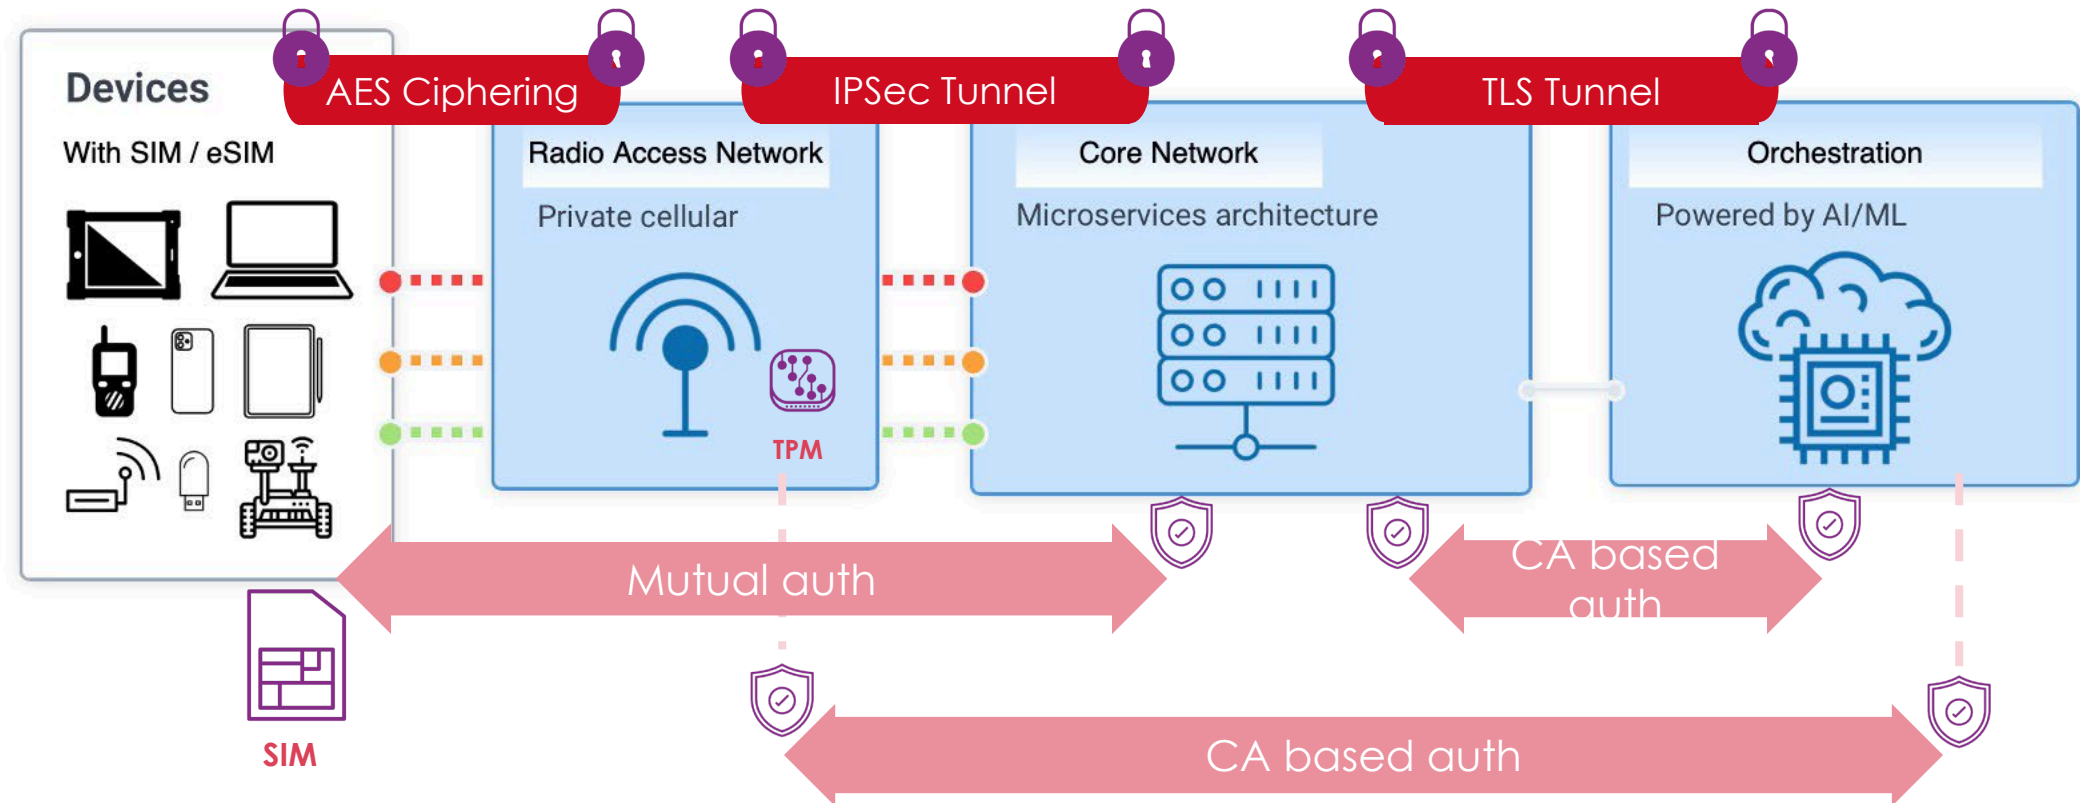 AES Ciphering
IPSec Tunnel
TLS Tunnel
Devices
With SIM / eSIM
Radio Access Network
Private cellular
TPM
Core Network
Microservices architecture
Orchestration
Powered by AI/ML
Mutual auth
CA based
auth
SIM
CA based auth